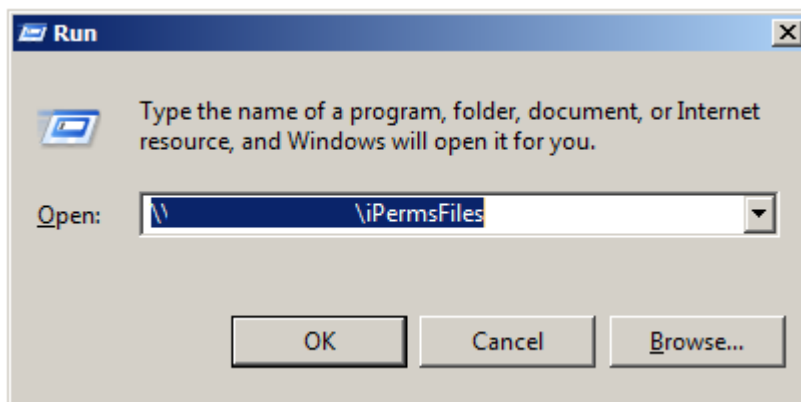 Run
Type the name of a program, folder, document, or Internet
resource, and Windows will open it for you.
Open: \\ \iPermsFiles
OK Cancel Browse...